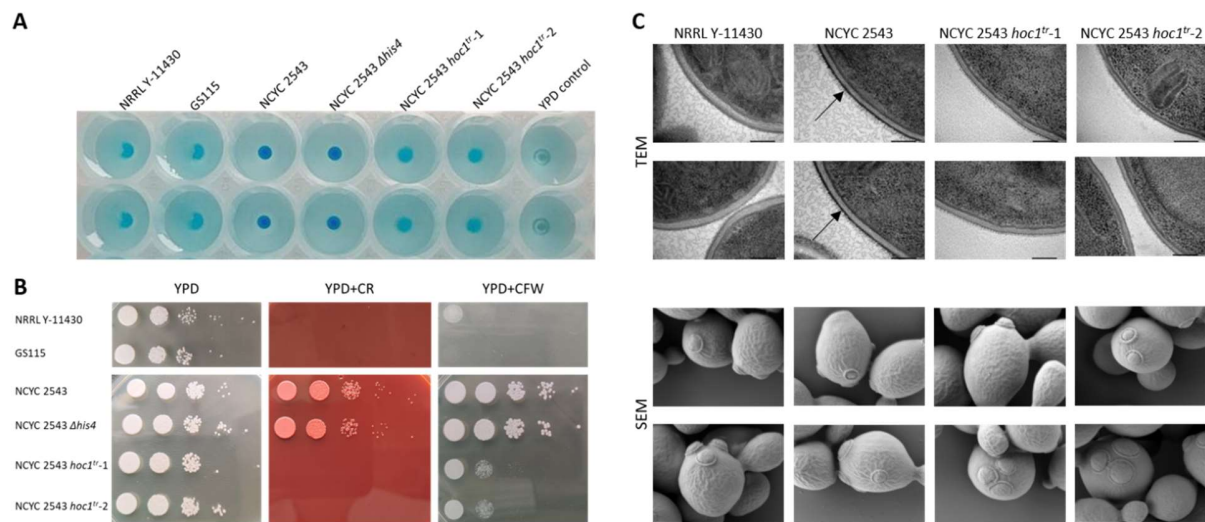 A
NRRL Y-11430
GS115
NCYC 2543
NCYC 2543 Δhis4
NCYC 2543 hoc1tr-1
NCYC 2543 hoc1tr-2
YPD control
B
YPD
YPD+CR
YPD+CFW
NRRL Y-11430
GS115
NCYC 2543
NCYC 2543 Δhis4
NCYC 2543 hoc1tr-1
NCYC 2543 hoc1tr-2
C
NRRL Y-11430
NCYC 2543
NCYC 2543 hoc1tr-1
NCYC 2543 hoc1tr-2
TEM
SEM